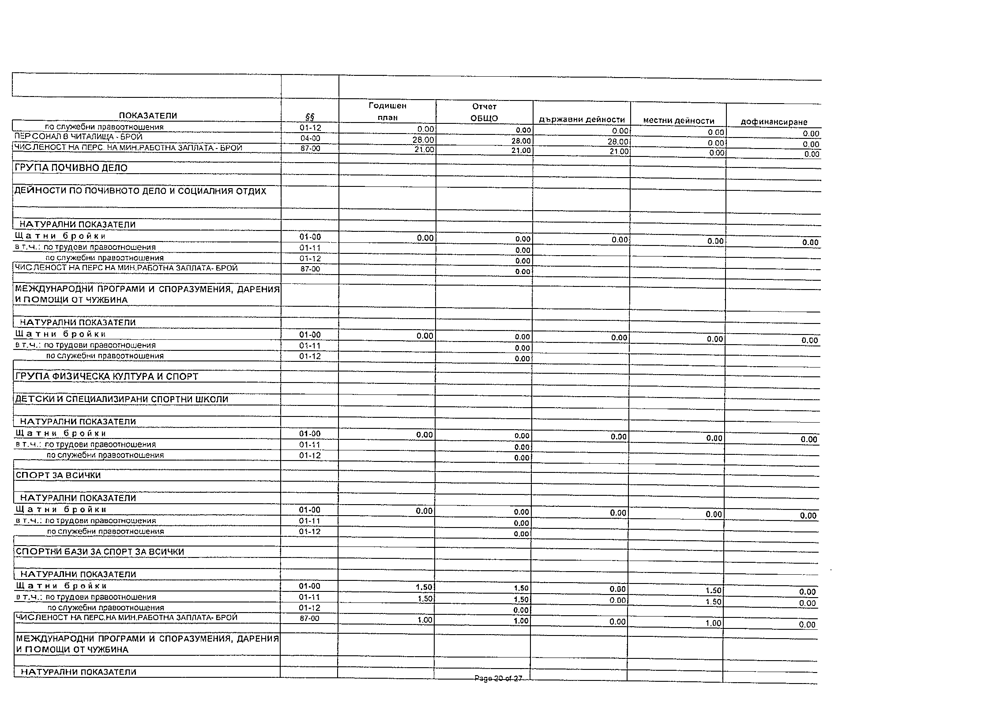 ПОКАЗАТЕЛИ §§ Годишен план Отчет ОБЩО държавни дейности местни дейности дофинансиране
по служебни правоотношения 01-12 0.00 0.00 0.00 0.00 0.00
ПЕРСОНАЛ В ЧИТАЛИЩА - БРОЙ 04-00 28.00 28.00 28.00 0.00 0.00
ЧИСЛЕНОСТ НА ПЕРС. НА МИН.РАБОТНА ЗАПЛАТА - БРОЙ 87-00 21.00 21.00 21.00 0.00 0.00
ГРУПА ПОЧИВНО ДЕЛО
ДЕЙНОСТИ ПО ПОЧИВНОТО ДЕЛО И СОЦИАЛНИЯ ОТДИХ
НАТУРАЛНИ ПОКАЗАТЕЛИ
Щ а т н и б р о й к и 01-00 0.00 0.00 0.00 0.00 0.00
в т.ч.: по трудови правоотношения 01-11 0.00
по служебни правоотношения 01-12 0.00
ЧИСЛЕНОСТ НА ПЕРС НА МИН.РАБОТНА ЗАПЛАТА- БРОЙ 87-00 0.00
МЕЖДУНАРОДНИ ПРОГРАМИ И СПОРАЗУМЕНИЯ, ДАРЕНИЯ
И ПОМОЩИ ОТ ЧУЖБИНА
НАТУРАЛНИ ПОКАЗАТЕЛИ
Щ а т н и б р о й к и 01-00 0.00 0.00 0.00 0.00 0.00
в т.ч.: по трудови правоотношения 01-11 0.00
по служебни правоотношения 01-12 0.00
ГРУПА ФИЗИЧЕСКА КУЛТУРА И СПОРТ
ДЕТСКИ И СПЕЦИАЛИЗИРАНИ СПОРТНИ ШКОЛИ
НАТУРАЛНИ ПОКАЗАТЕЛИ
Щ а т н и б р о й к и 01-00 0.00 0.00 0.00 0.00 0.00
в т.ч.: по трудови правоотношения 01-11 0.00
по служебни правоотношения 01-12 0.00
СПОРТ ЗА ВСИЧКИ
НАТУРАЛНИ ПОКАЗАТЕЛИ
Щ а т н и б р о й к и 01-00 0.00 0.00 0.00 0.00 0.00
в т.ч.: по трудови правоотношения 01-11 0.00
по служебни правоотношения 01-12 0.00
СПОРТНИ БАЗИ ЗА СПОРТ ЗА ВСИЧКИ
НАТУРАЛНИ ПОКАЗАТЕЛИ
Щ а т н и б р о й к и 01-00 1.50 1.50 0.00 1.50 0.00
в т.ч.: по трудови правоотношения 01-11 1.50 1.50 0.00 1.50 0.00
по служебни правоотношения 01-12 0.00
ЧИСЛЕНОСТ НА ПЕРС.НА МИН.РАБОТНА ЗАПЛАТА- БРОЙ 87-00 1.00 1.00 0.00 1.00 0.00
МЕЖДУНАРОДНИ ПРОГРАМИ И СПОРАЗУМЕНИЯ, ДАРЕНИЯ
И ПОМОЩИ ОТ ЧУЖБИНА
НАТУРАЛНИ ПОКАЗАТЕЛИ
Page 20 of 27